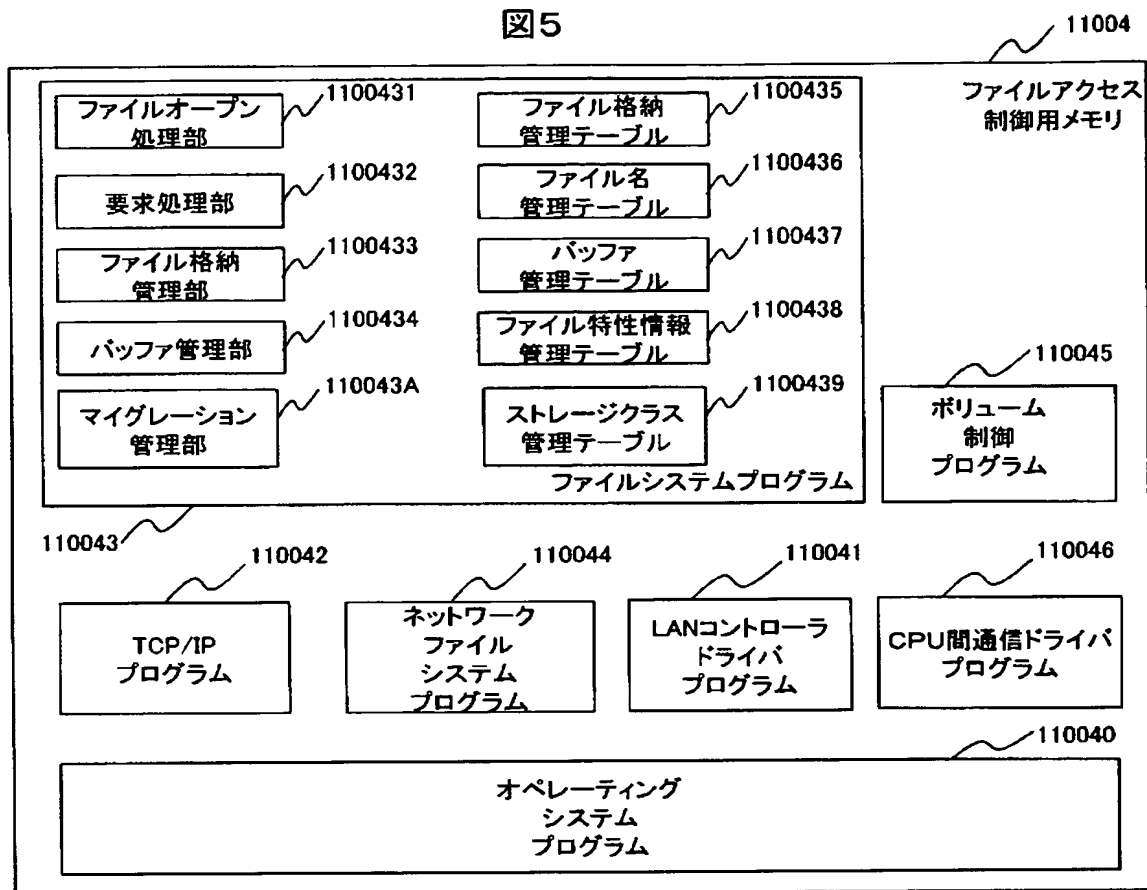 図5
11004
ファイルアクセス
制御用メモリ
ファイルオープン
処理部
1100431
ファイル格納
管理テーブル
1100435
要求処理部
1100432
ファイル名
管理テーブル
1100436
ファイル格納
管理部
1100433
バッファ
管理テーブル
1100437
バッファ管理部
1100434
ファイル特性情報
管理テーブル
1100438
マイグレーション
管理部
110043A
ストレージクラス
管理テーブル
1100439
ファイルシステムプログラム
110043
110045
ボリューム
制御
プログラム
110042
TCP/IP
プログラム
110044
ネットワーク
ファイル
システム
プログラム
110041
LANコントローラ
ドライバ
プログラム
110046
CPU間通信ドライバ
プログラム
110040
オペレーティング
システム
プログラム